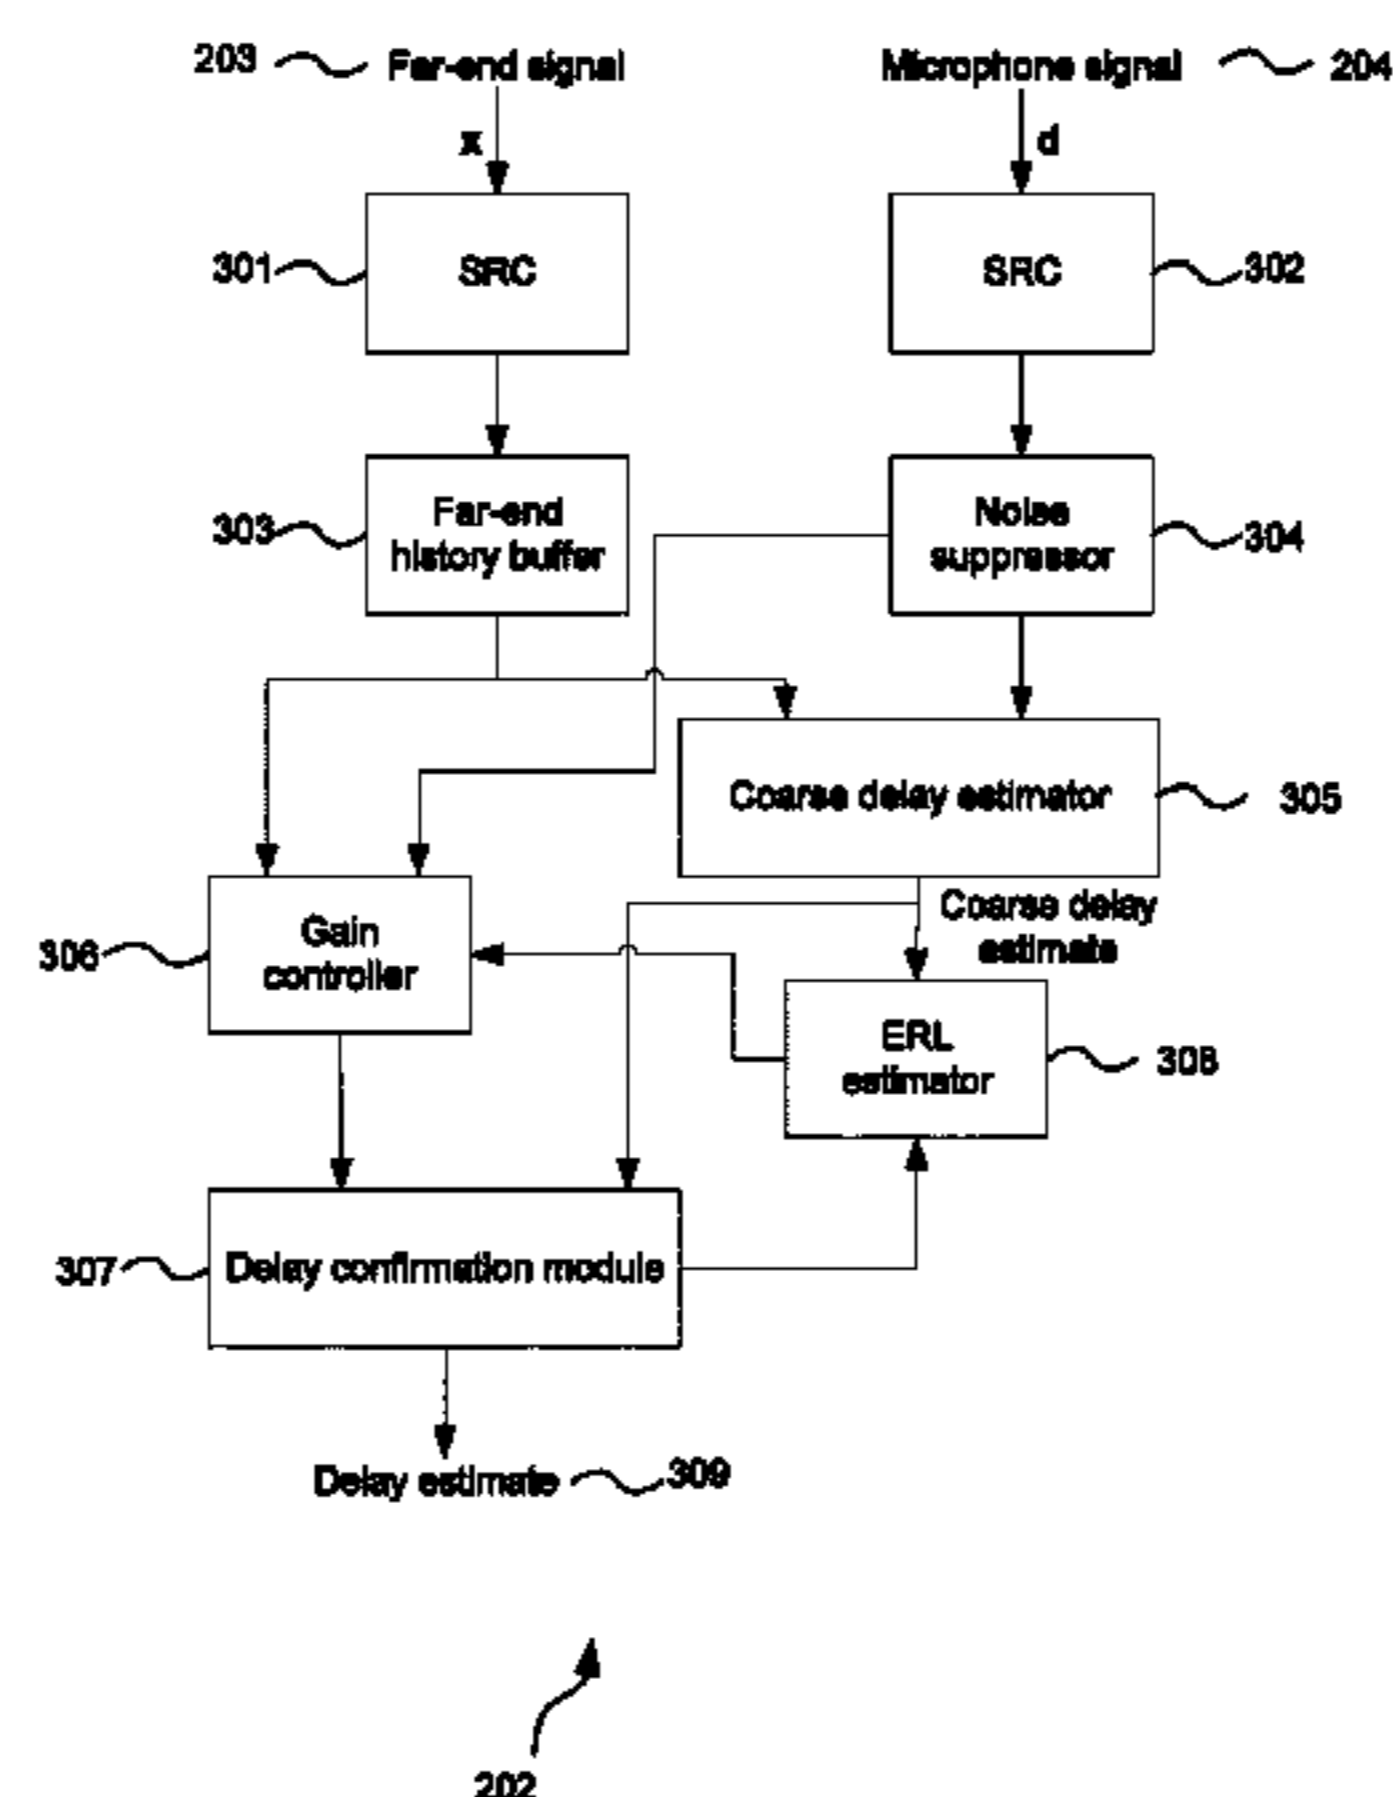 203 Far-end signal
Microphone signal 204
x
d
301 SRC
SRC 302
303 Far-end
history buffer
Noise
suppressor 304
Coarse delay estimator 305
Coarse delay
estimate
306 Gain
controller
ERL
estimator 308
307 Delay confirmation module
Delay estimate 309
202